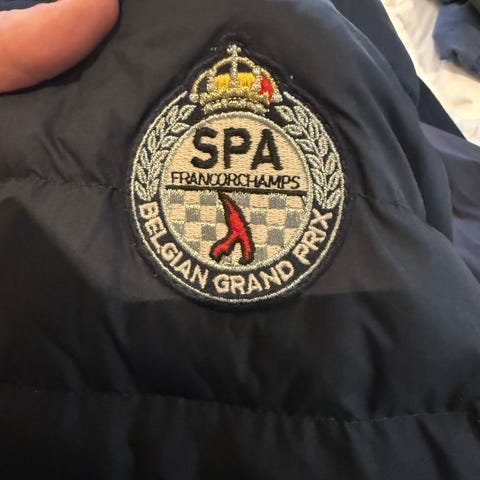 SPA
FRANCORCHAMPS
BELGIAN GRAND PRIX